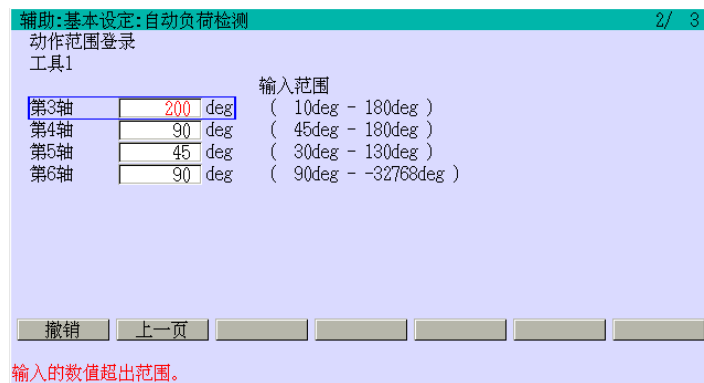 辅助:基本设定:自动负荷检测 2/ 3
动作范围登录
工具1
输入范围
第3轴 200 deg ( 10deg - 180deg )
第4轴 90 deg ( 45deg - 180deg )
第5轴 45 deg ( 30deg - 130deg )
第6轴 90 deg ( 90deg - -32768deg )
撤销 上一页
输入的数值超出范围。